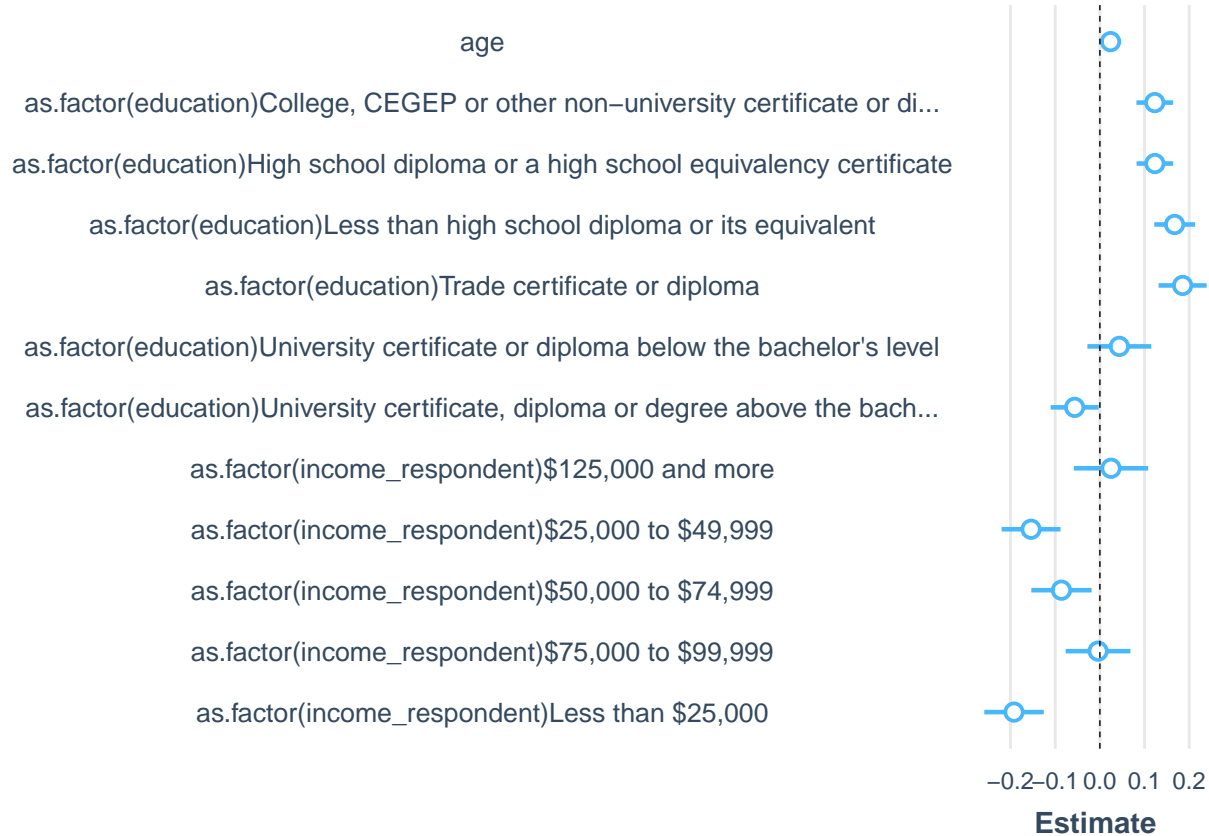 age
as.factor(education)College, CEGEP or other non−university certificate or di...
as.factor(education)High school diploma or a high school equivalency certificate
as.factor(education)Less than high school diploma or its equivalent
as.factor(education)Trade certificate or diploma
as.factor(education)University certificate or diploma below the bachelor's level
as.factor(education)University certificate, diploma or degree above the bach...
as.factor(income_respondent)$125,000 and more
as.factor(income_respondent)$25,000 to $49,999
as.factor(income_respondent)$50,000 to $74,999
as.factor(income_respondent)$75,000 to $99,999
as.factor(income_respondent)Less than $25,000
−0.2 −0.1 0.0 0.1 0.2
Estimate